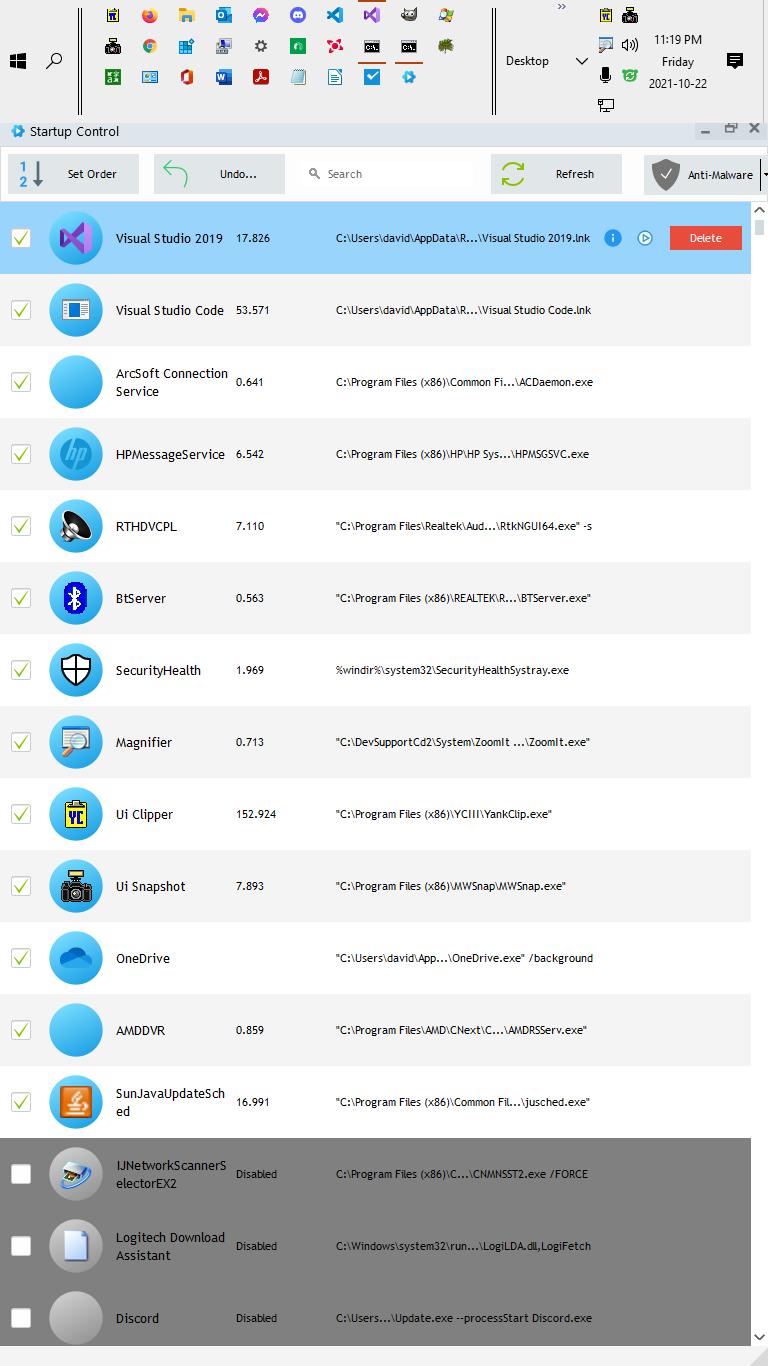 »
11:19 PM
Desktop
Friday
2021-10-22
Startup Control
1
2
Set Order
Undo...
Search
Refresh
Anti-Malware
Visual Studio 2019 17.826 C:\Users\david\AppData\R...\Visual Studio 2019.lnk Delete
Visual Studio Code 53.571 C:\Users\david\AppData\R...\Visual Studio Code.lnk
ArcSoft Connection
Service
0.641 C:\Program Files (x86)\Common Fi...\ACDaemon.exe
hp
HPMessageService 6.542 C:\Program Files (x86)\HP\HP Sys...\HPMSGSVC.exe
RTHDVCPL 7.110 "C:\Program Files\Realtek\Aud...\RtkNGUI64.exe" -s
BtServer 0.563 "C:\Program Files (x86)\REALTEK\R...\BTServer.exe"
SecurityHealth 1.969 %windir%\system32\SecurityHealthSystray.exe
Magnifier 0.713 "C:\DevSupportCd2\System\ZoomIt ...\ZoomIt.exe"
YC
Ui Clipper 152.924 "C:\Program Files (x86)\YCIII\YankClip.exe"
Ui Snapshot 7.893 "C:\Program Files (x86)\MWSnap\MWSnap.exe"
OneDrive "C:\Users\david\App...\OneDrive.exe" /background
AMDDVR 0.859 "C:\Program Files\AMD\CNext\C...\AMDRSServ.exe"
SunJavaUpdateSch
ed
16.991 "C:\Program Files (x86)\Common Fil...\jusched.exe"
IJNetworkScannerS
electorEX2
Disabled C:\Program Files (x86)\C...\CNMNSST2.exe /FORCE
Logitech Download
Assistant
Disabled C:\Windows\system32\run...\LogiLDA.dll,LogiFetch
Discord Disabled C:\Users...\Update.exe --processStart Discord.exe